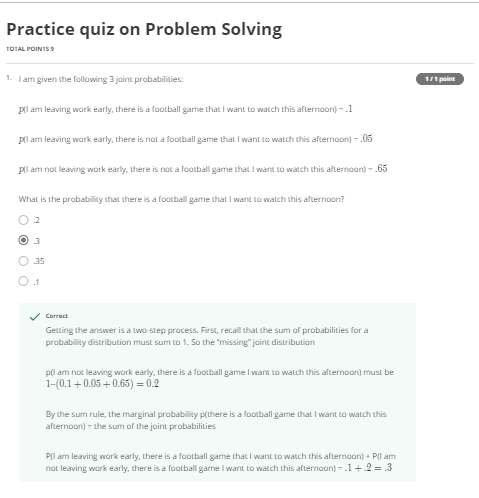 Practice quiz on Problem Solving
TOTAL POINTS 9
1. I am given the following 3 joint probabilities:
1 / 1 point
p(I am leaving work early, there is a football game that I want to watch this afternoon) = .1
p(I am leaving work early, there is not a football game that I want to watch this afternoon) = .05
p(I am not leaving work early, there is not a football game that I want to watch this afternoon) = .65
What is the probability that there is a football game that I want to watch this afternoon?
.2
.3
.35
.1
Correct
Getting the answer is a two-step process. First, recall that the sum of probabilities for a
probability distribution must sum to 1. So the "missing" joint distribution
p(I am not leaving work early, there is a football game I want to watch this afternoon) must be
1–(0.1 + 0.05 + 0.65) = 0.2
By the sum rule, the marginal probability p(there is a football game that I want to watch this
afternoon) = the sum of the joint probabilities
P(I am leaving work early, there is a football game that I want to watch this afternoon) + P(I am
not leaving work early, there is a football game I want to watch this afternoon) = .1 + .2 = .3